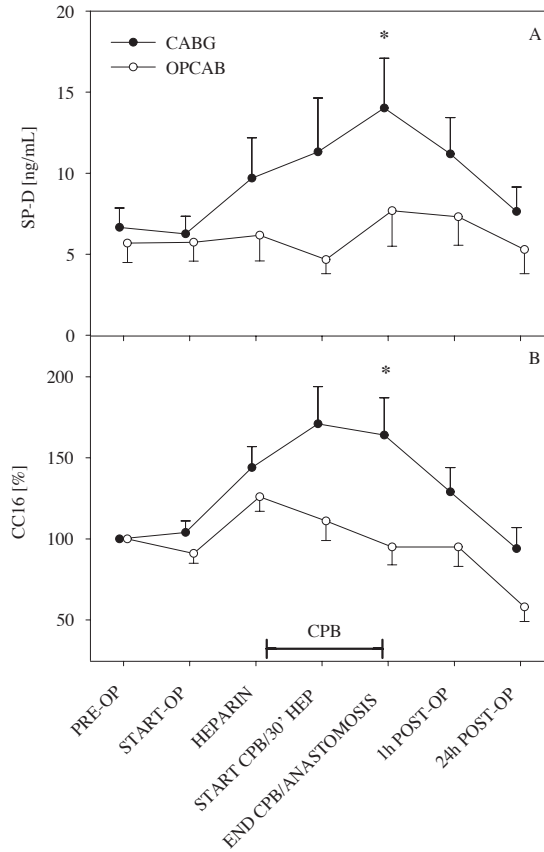 20
A
*
CABG
OPCAB
15
10
5
0
SP-D [ng/mL]
B
*
200
150
100
50
CC16 [%]
CPB
PRE-OP
START-OP
HEPARIN
START CPB/30' HEP
END CPB/ANASTOMOSIS
1h POST-OP
24h POST-OP